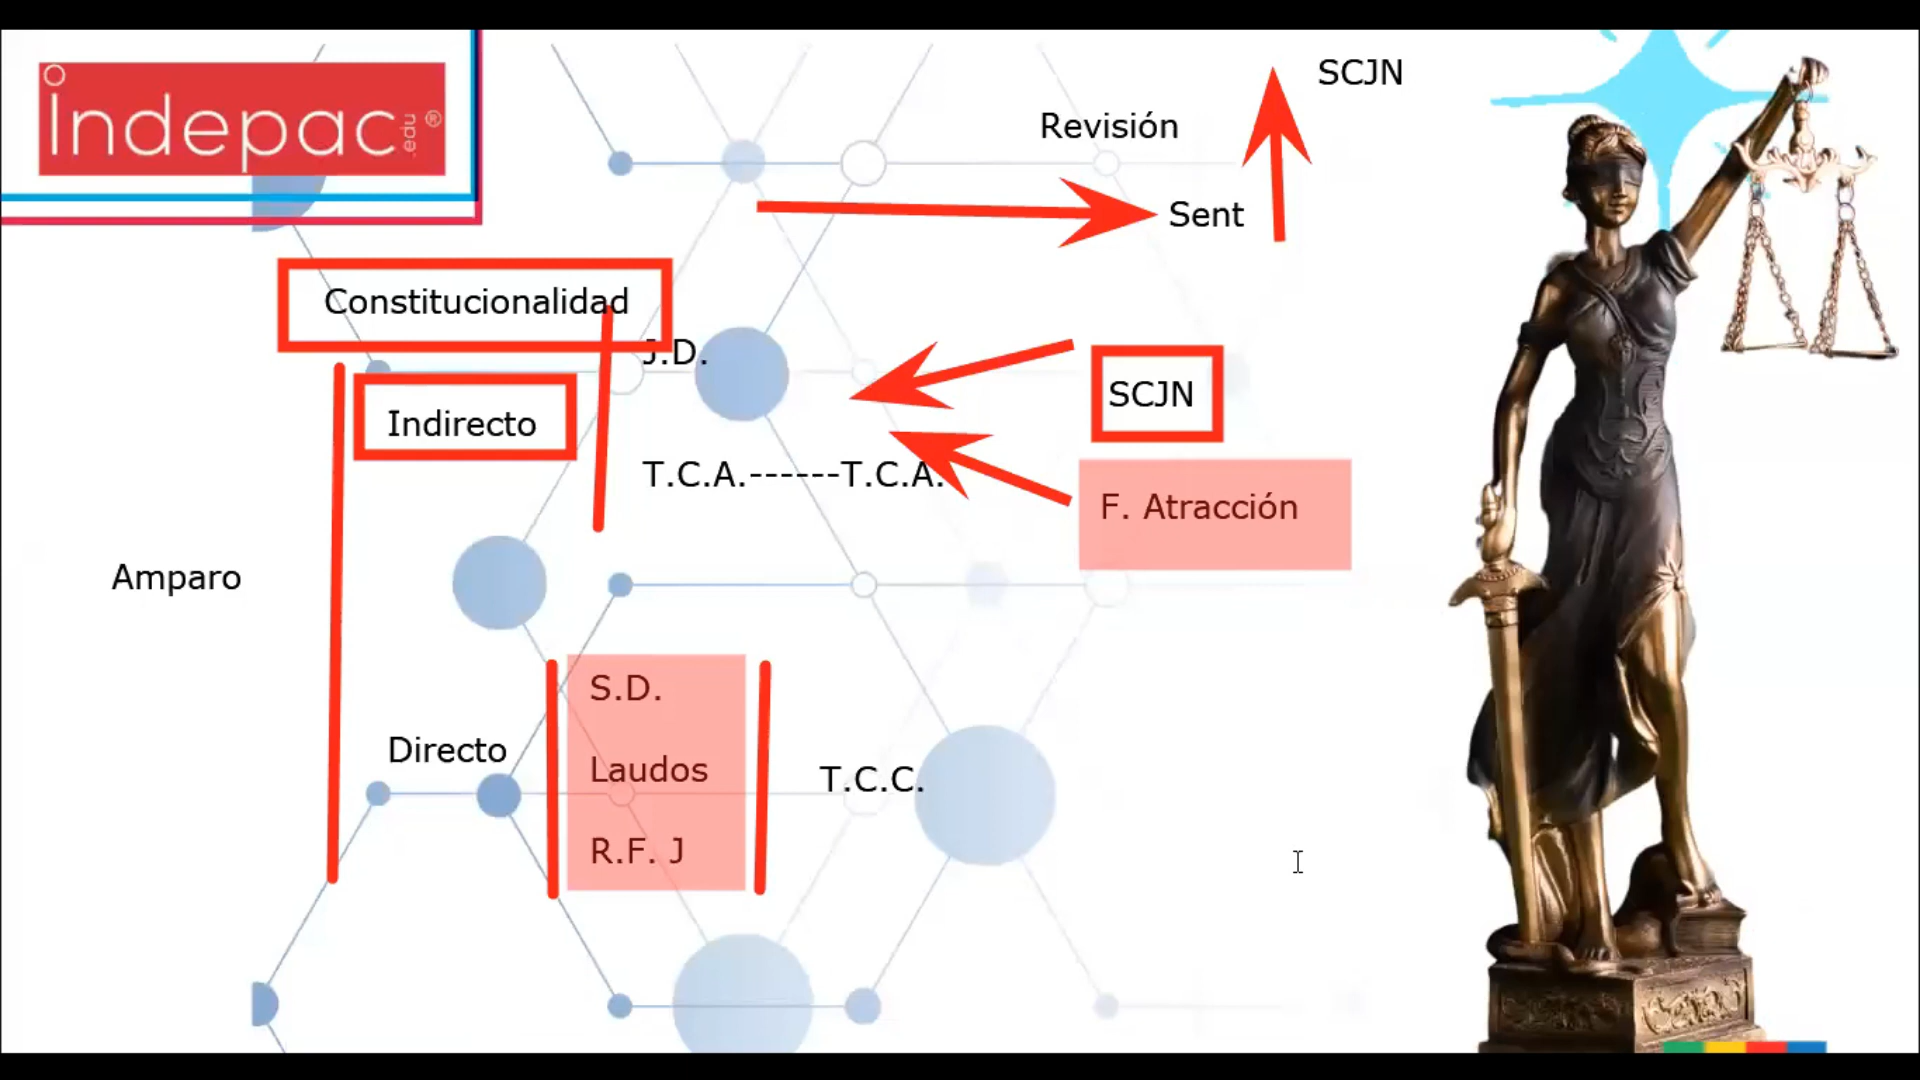 indepac.edu®
SCJN
Revisión
Sent
Constitucionalidad
J.D.
SCJN
Indirecto
T.C.A.------T.C.A.
F. Atracción
Amparo
S.D.
Directo
Laudos
T.C.C.
R.F. J